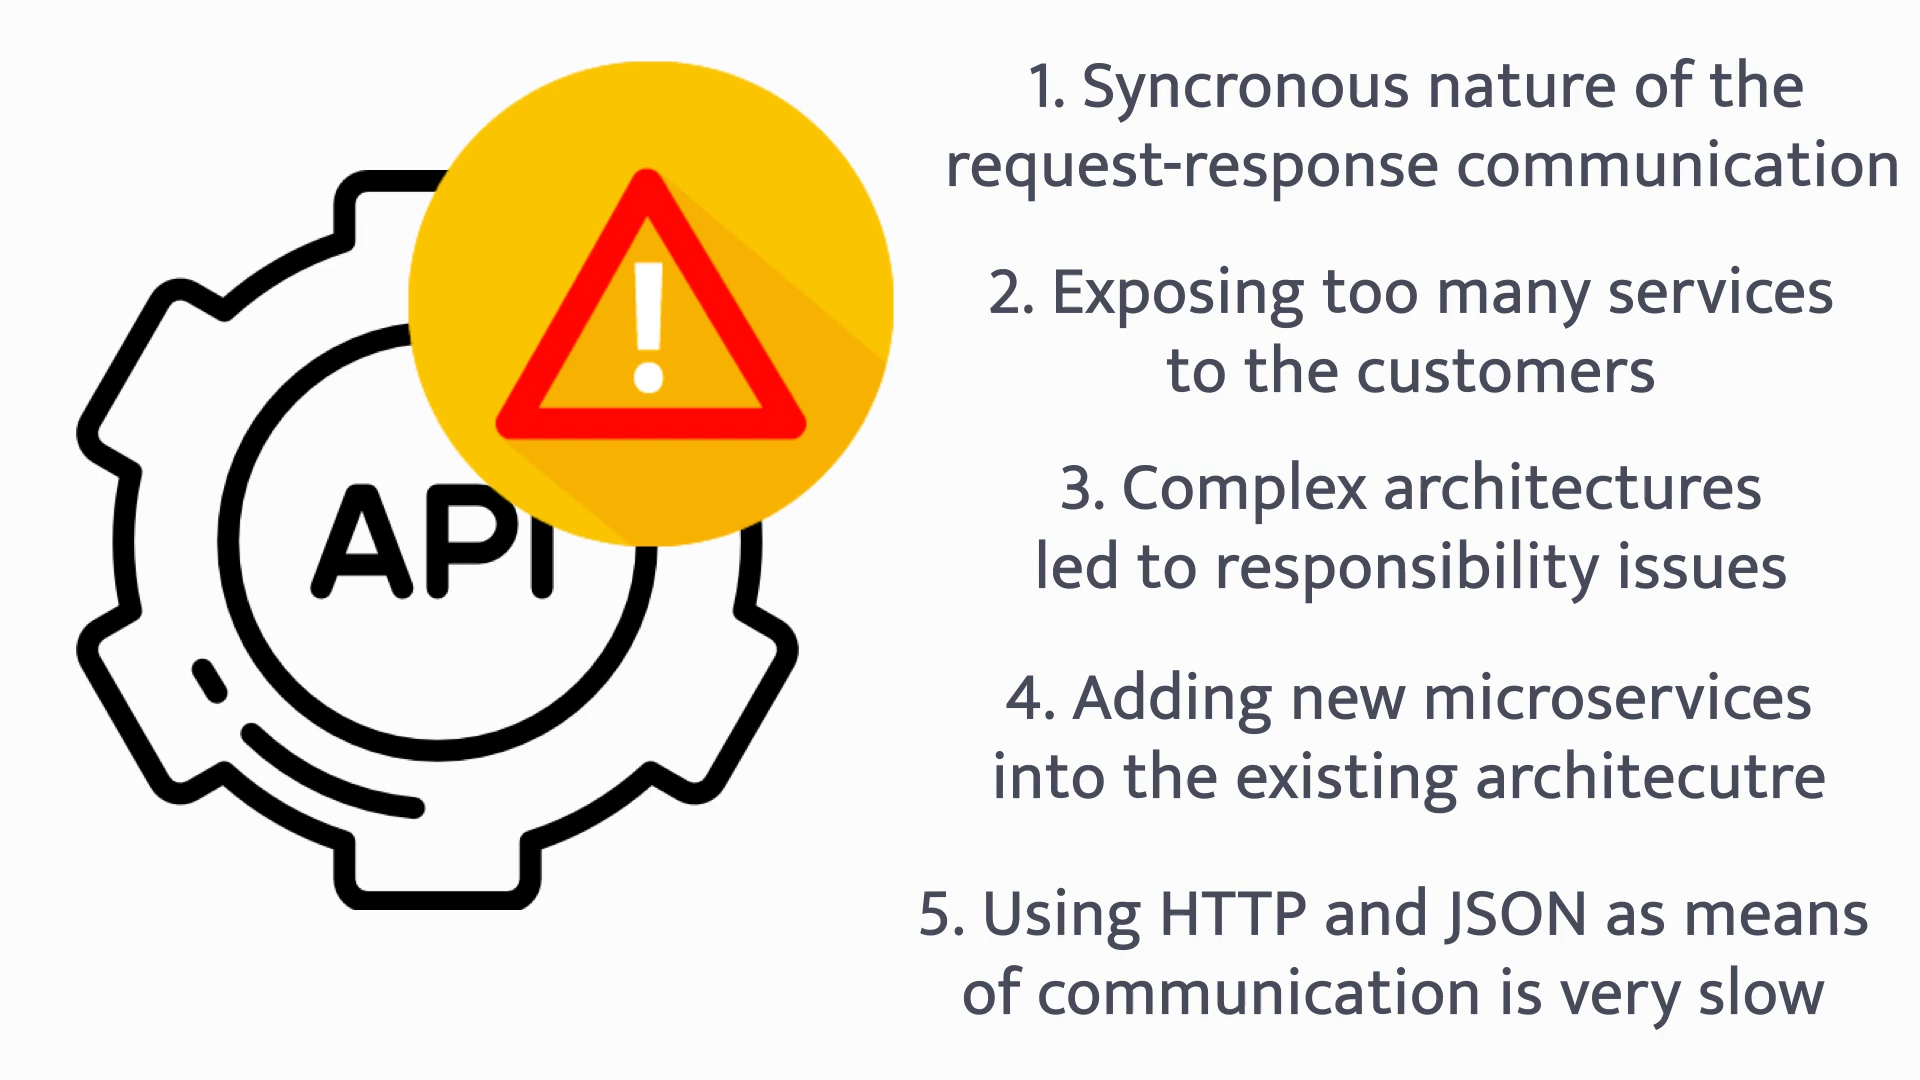 API
1. Syncronous nature of the
request-response communication
2. Exposing too many services
to the customers
3. Complex architectures
led to responsibility issues
4. Adding new microservices
into the existing architecutre
5. Using HTTP and JSON as means
of communication is very slow